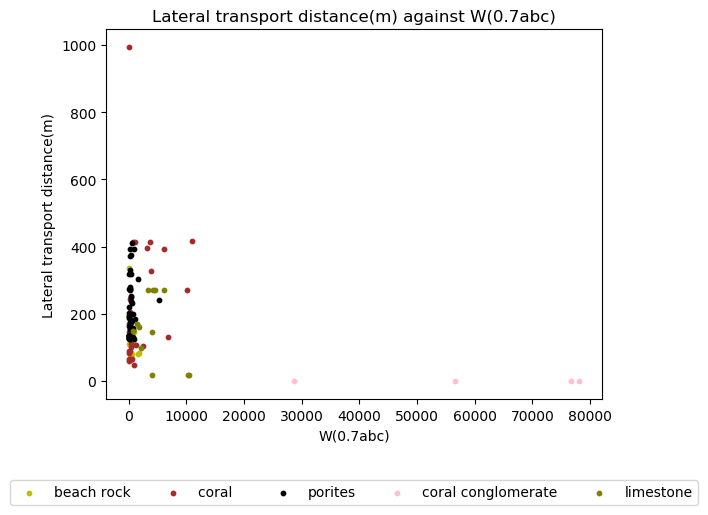 Lateral transport distance(m) against W(0.7abc)
1000
800
600
400
200
0
Lateral transport distance(m)
0 10000 20000 30000 40000 50000 60000 70000 80000
W(0.7abc)
beach rock coral porites coral conglomerate limestone